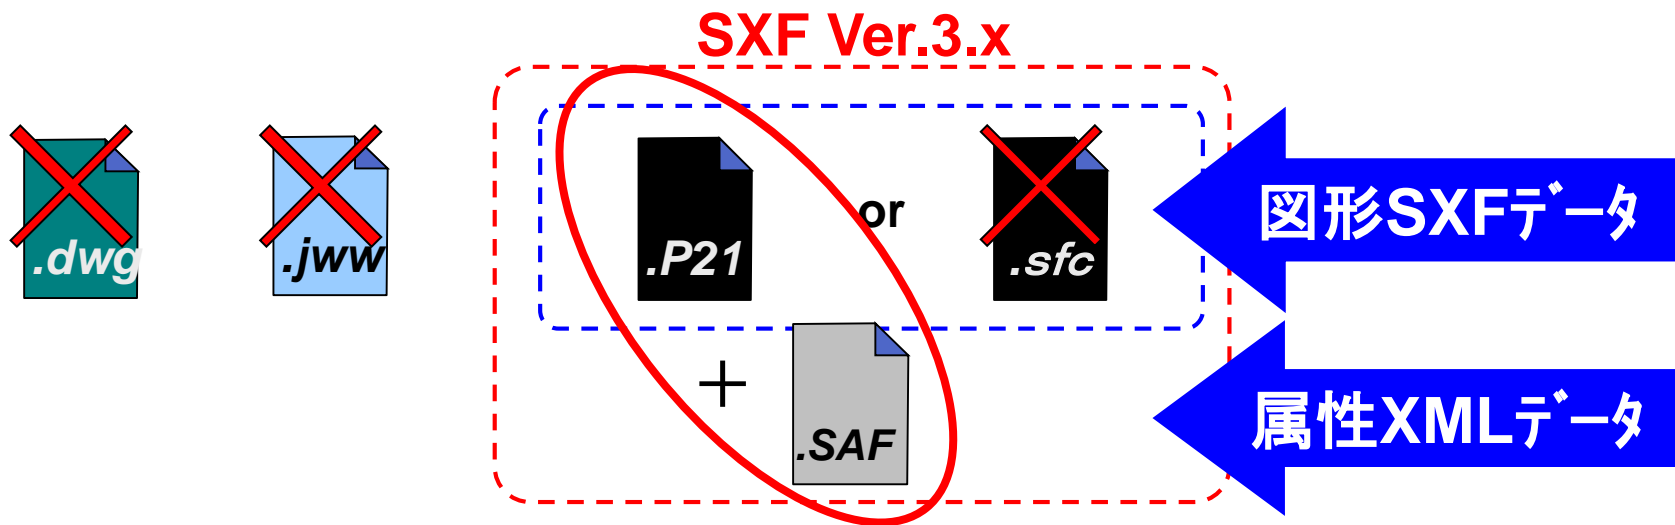 SXF Ver.3.x
.dwg
.jww
.P21
or
.sfc
図形SXFﾃﾞｰﾀ
+
.SAF
属性XMLﾃﾞｰﾀ